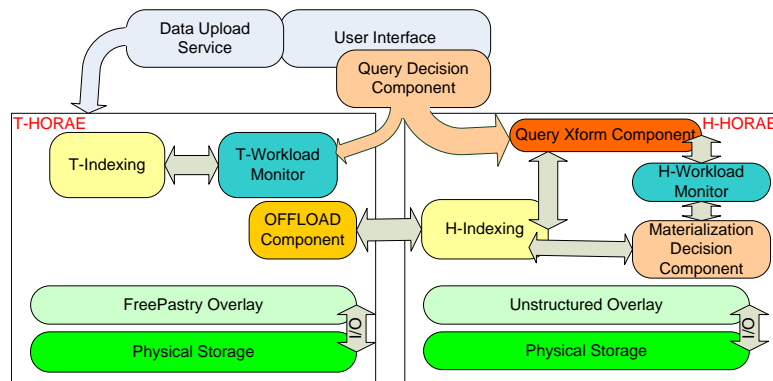 Data Upload
Service
User Interface
Query Decision
Component
T-HORAE
H-HORAE
Query Xform Component
T-Indexing
T-Workload
Monitor
H-Workload
Monitor
OFFLOAD
Component
H-Indexing
Materialization
Decision
Component
FreePastry Overlay
Unstructured Overlay
I/O
I/O
Physical Storage
Physical Storage